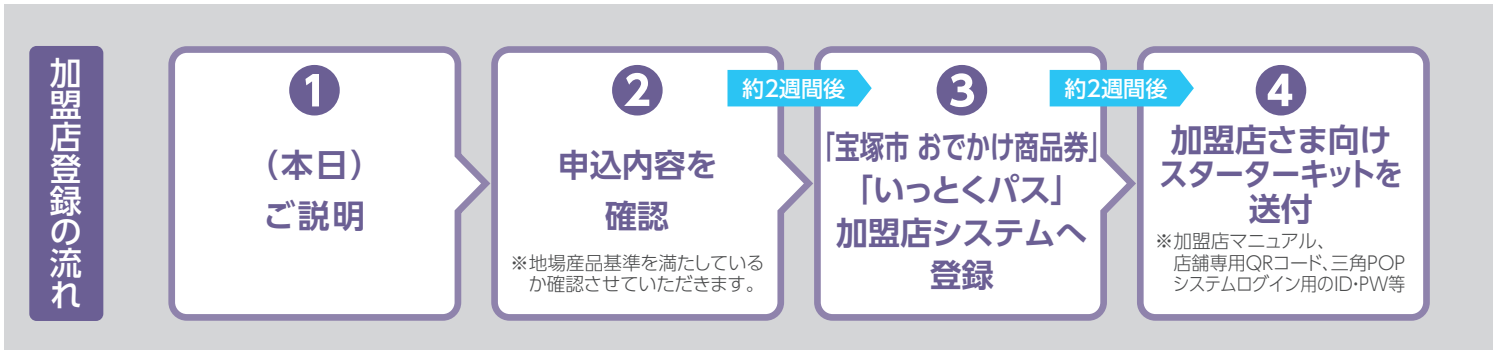 加盟店登録の流れ
1
（本日）
ご説明
2
申込内容を
確認
※地場産品基準を満たしている
か確認させていただきます。
約2週間後
3
「宝塚市 おでかけ商品券」
「いっとくパス」
加盟店システムへ
登録
約2週間後
4
加盟店さま向け
スターターキットを
送付
※加盟店マニュアル、
店舗専用QRコード、三角POP
システムログイン用のID・PW等